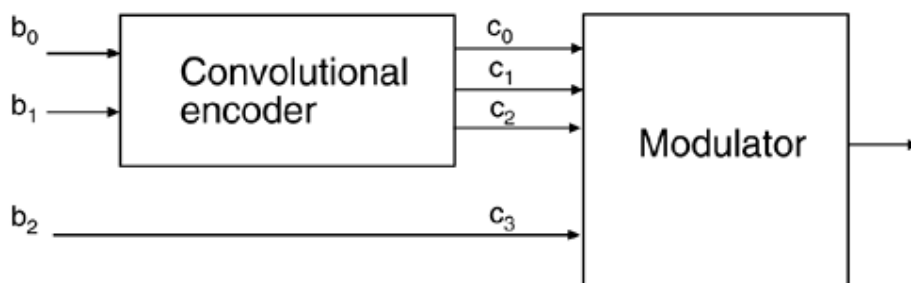 b₀
c₀
Convolutional
encoder
c₁
b₁
c₂
Modulator
b₂
c₃